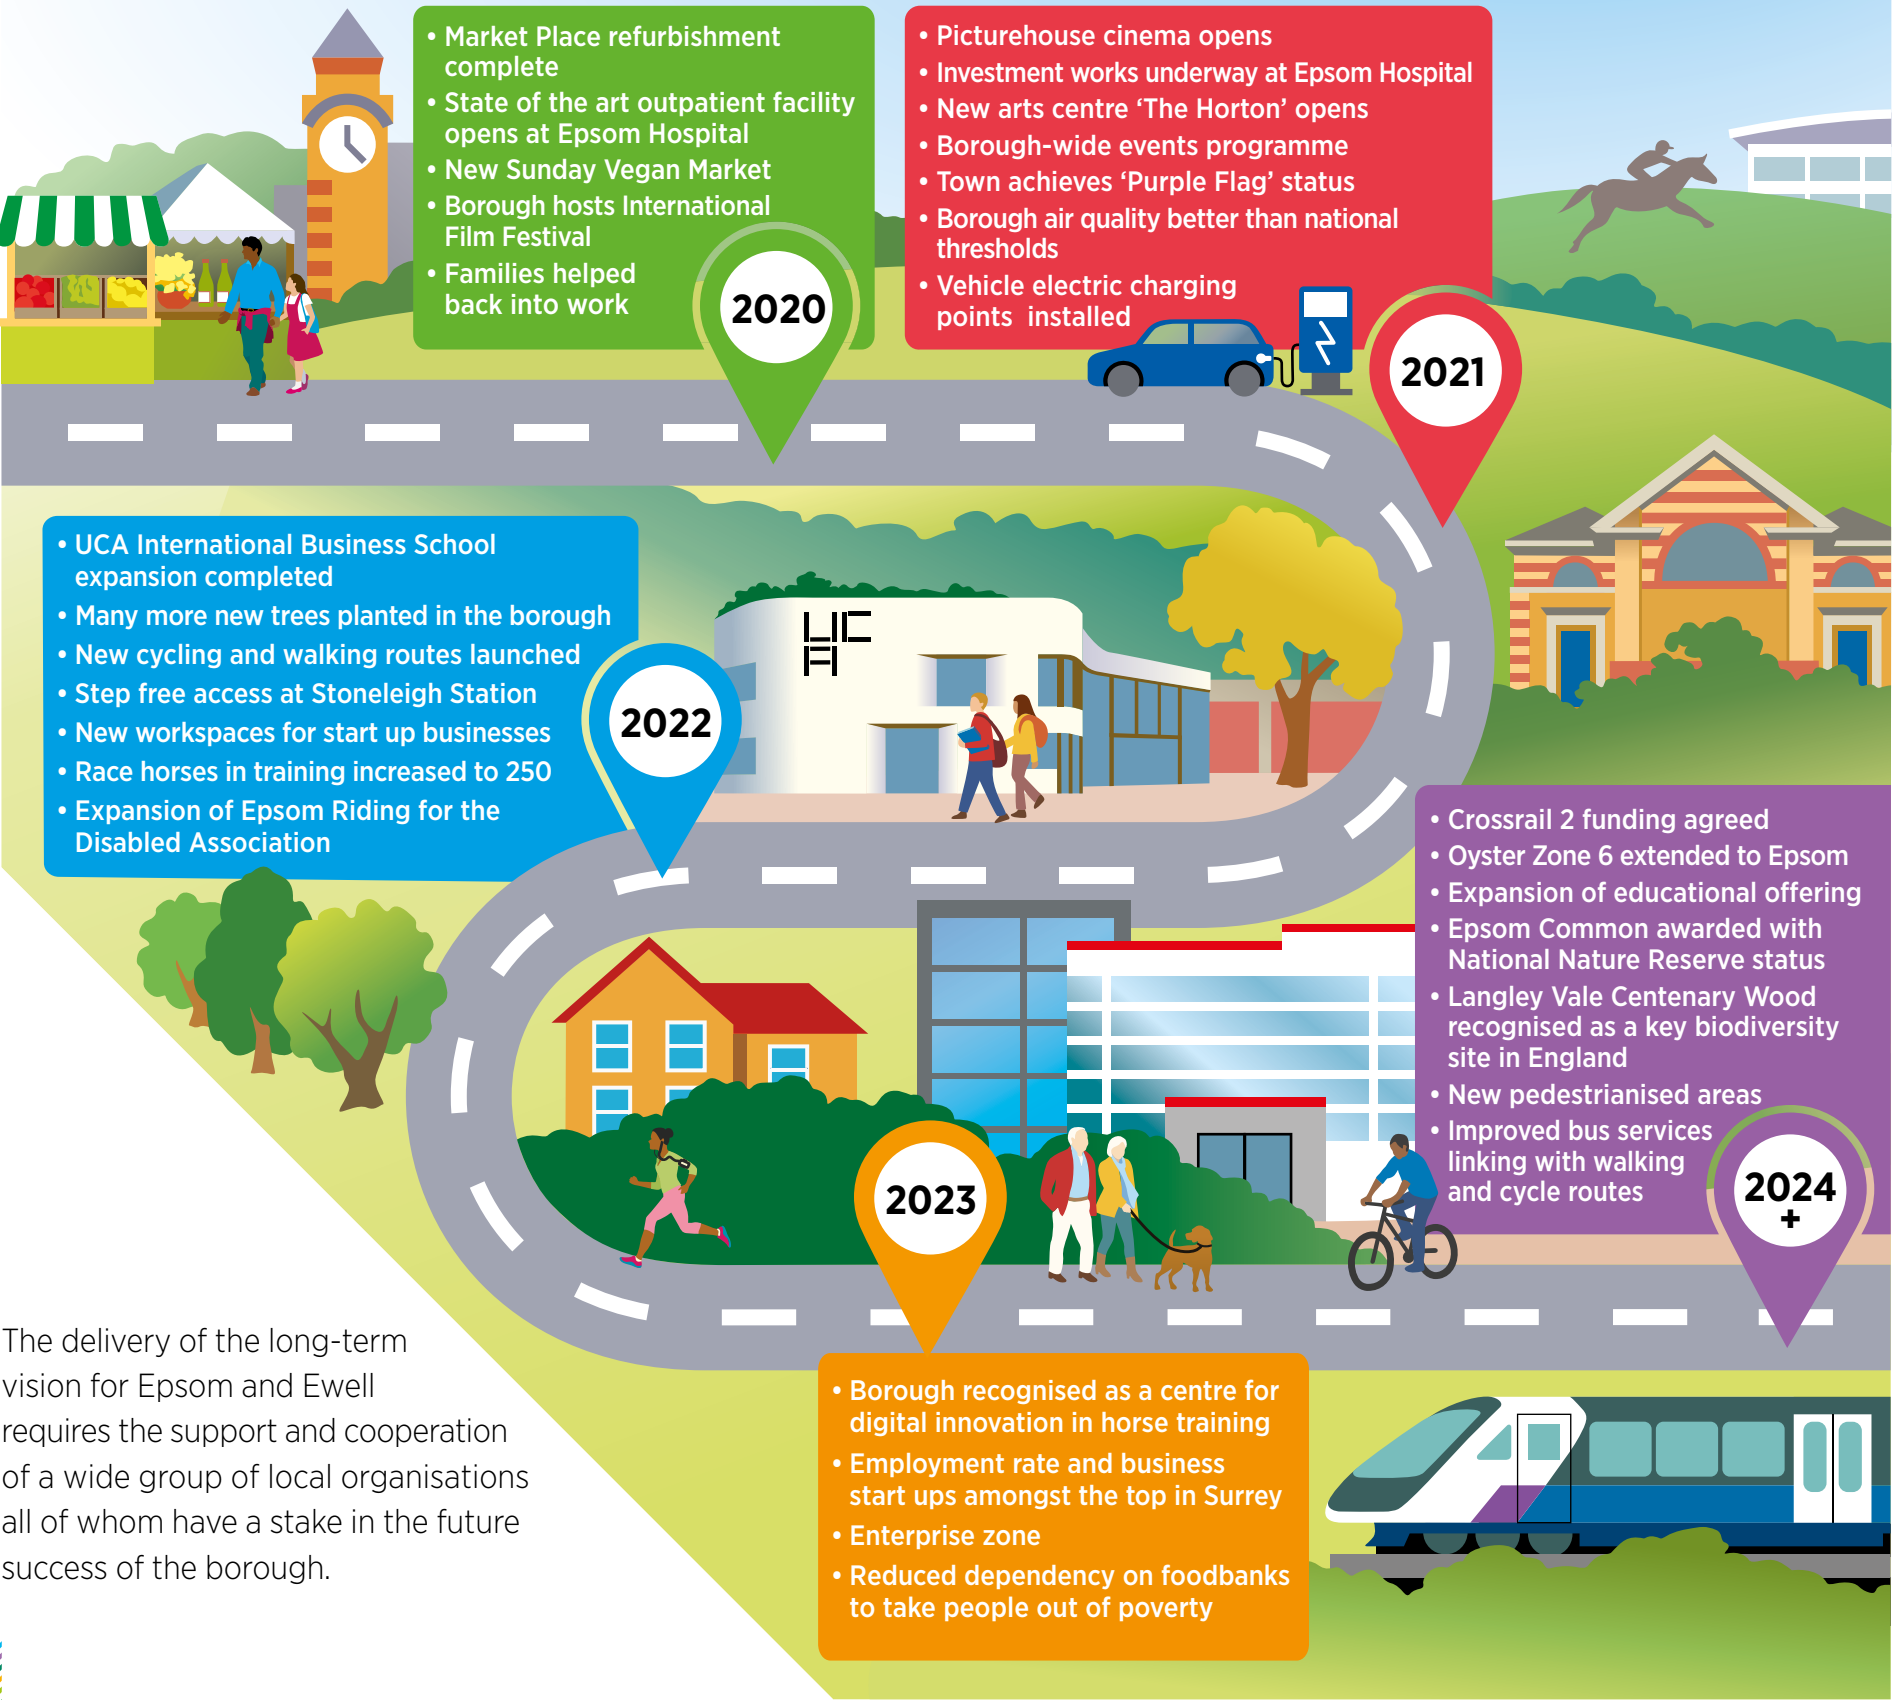 • Market Place refurbishment
complete
• State of the art outpatient facility
opens at Epsom Hospital
• New Sunday Vegan Market
• Borough hosts International
Film Festival
• Families helped
back into work
2020
• Picturehouse cinema opens
• Investment works underway at Epsom Hospital
• New arts centre ‘The Horton’ opens
• Borough-wide events programme
• Town achieves ‘Purple Flag’ status
• Borough air quality better than national
thresholds
• Vehicle electric charging
points installed
2021
• UCA International Business School
expansion completed
• Many more new trees planted in the borough
• New cycling and walking routes launched
• Step free access at Stoneleigh Station
• New workspaces for start up businesses
• Race horses in training increased to 250
• Expansion of Epsom Riding for the
Disabled Association
2022
UC
A
• Crossrail 2 funding agreed
• Oyster Zone 6 extended to Epsom
• Expansion of educational offering
• Epsom Common awarded with
National Nature Reserve status
• Langley Vale Centenary Wood
recognised as a key biodiversity
site in England
• New pedestrianised areas
• Improved bus services
linking with walking
and cycle routes
2024
+
2023
• Borough recognised as a centre for
digital innovation in horse training
• Employment rate and business
start ups amongst the top in Surrey
• Enterprise zone
• Reduced dependency on foodbanks
to take people out of poverty
The delivery of the long-term
vision for Epsom and Ewell
requires the support and cooperation
of a wide group of local organisations
all of whom have a stake in the future
success of the borough.